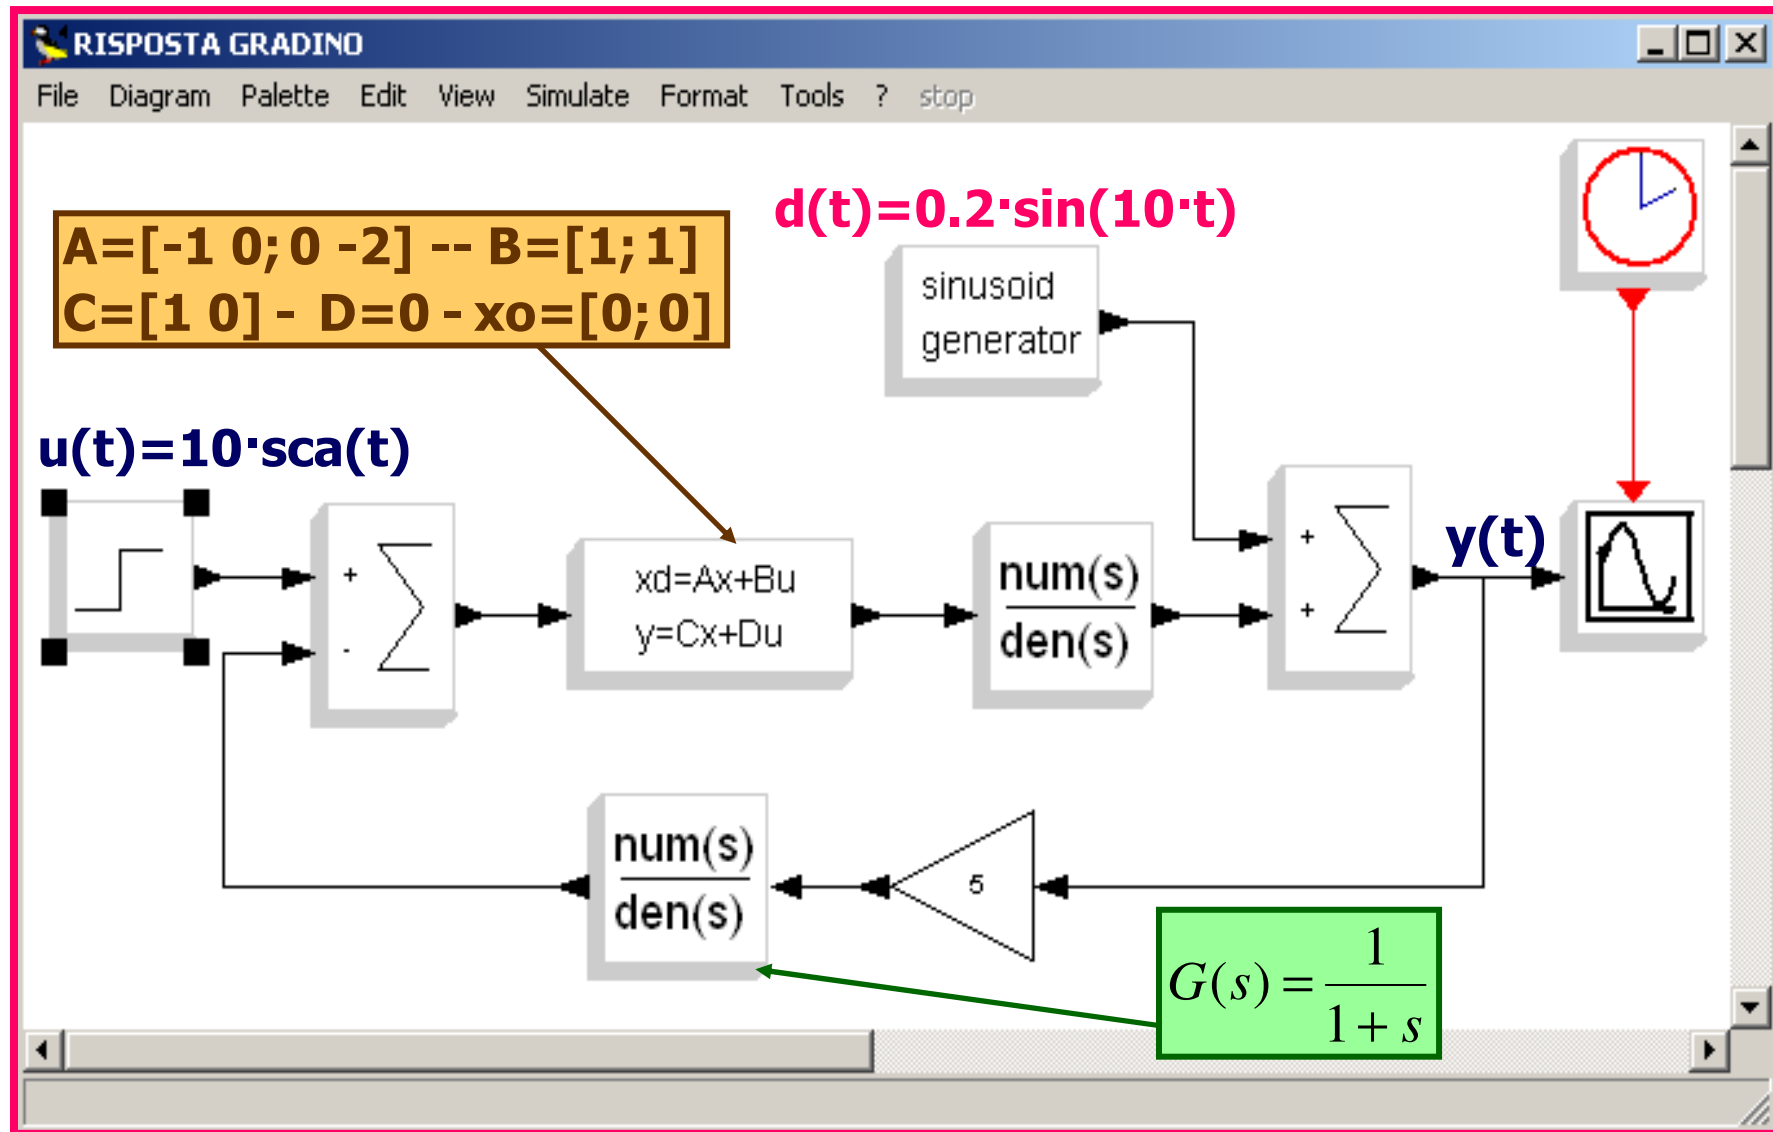 RISPOSTA GRADINO
File Diagram Palette Edit View Simulate Format Tools ? stop
d(t)=0.2·sin(10·t)
A=[-1 0; 0 -2] -- B=[1; 1]
C=[1 0] - D=0 - xo=[0; 0]
sinusoid
generator
u(t)=10·sca(t)
+
-
xd=Ax+Bu
y=Cx+Du
num(s)
den(s)
+
+
y(t)
num(s)
den(s)
5
G(s) = 1 / 1 + s